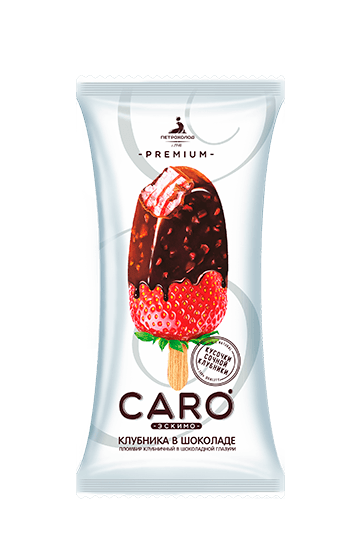 ПЕТРОХОЛОД
-PREMIUM-
КУСОЧКИ
СОЧНОЙ
КЛУБНИКИ
CARO
-ЭСКИМО-
КЛУБНИКА В ШОКОЛАДЕ
ПЛОМБИР КЛУБНИЧНЫЙ В ШОКОЛАДНОЙ ГЛАЗУРИ